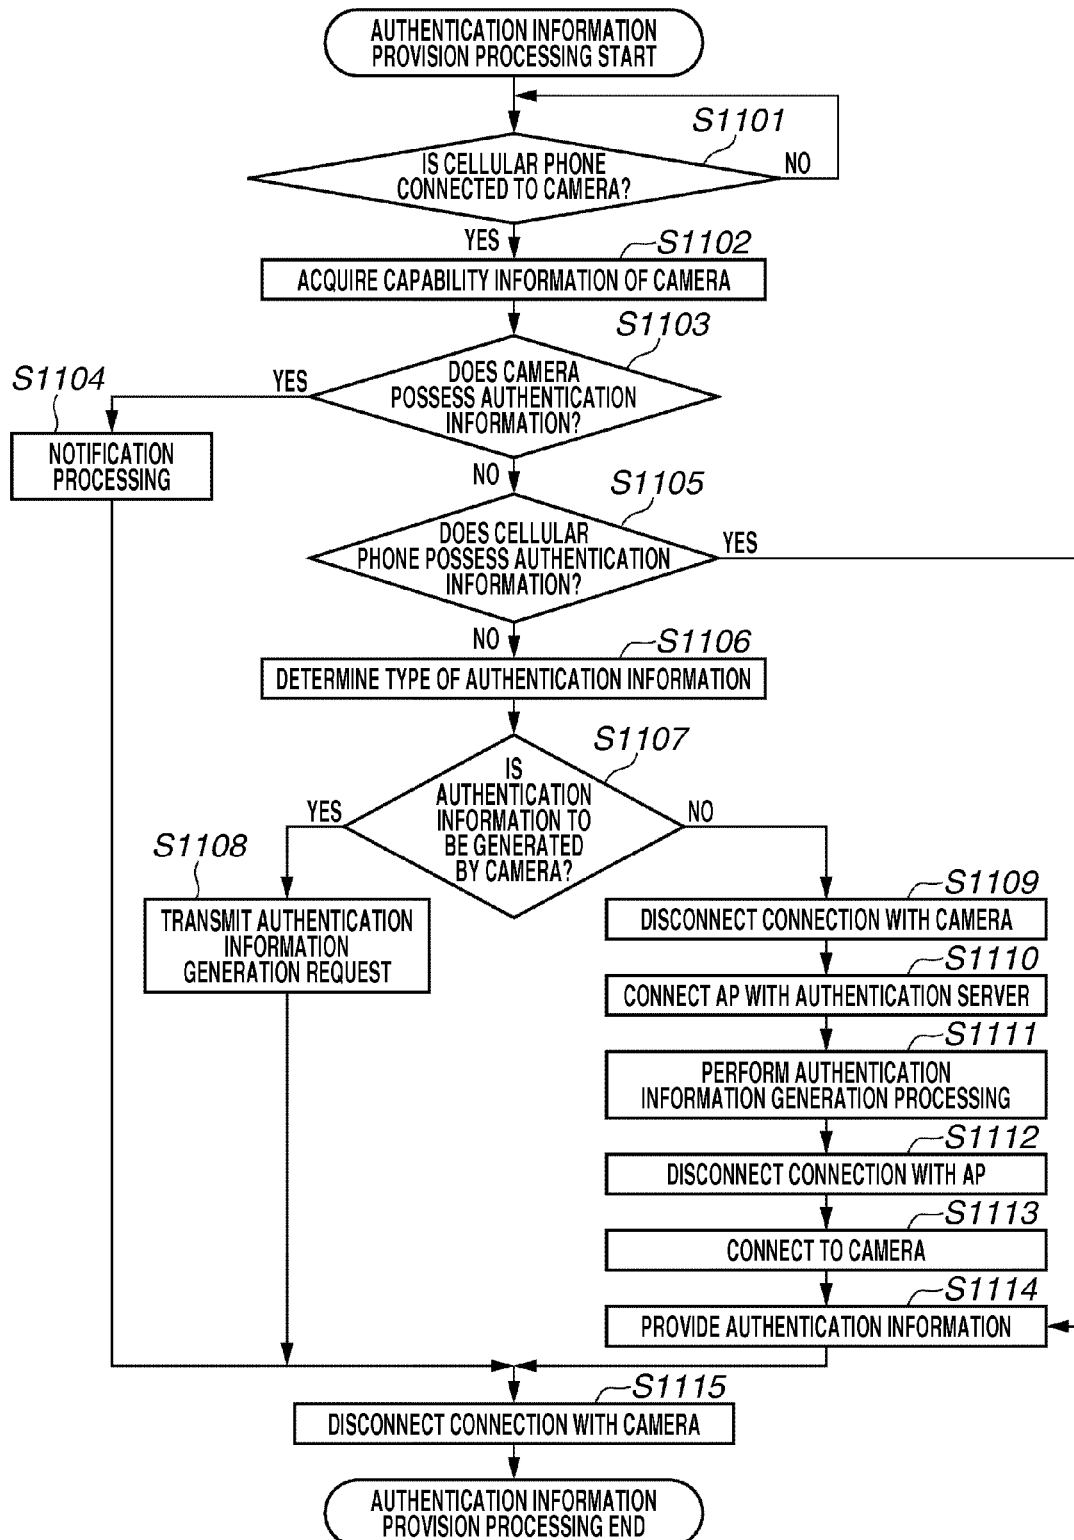 AUTHENTICATION INFORMATION
PROVISION PROCESSING START
S1101
IS CELLULAR PHONE
CONNECTED TO CAMERA?
NO
YES
S1102
ACQUIRE CAPABILITY INFORMATION OF CAMERA
S1103
DOES CAMERA
POSSESS AUTHENTICATION
INFORMATION?
YES
S1104
NOTIFICATION
PROCESSING
NO
S1105
DOES CELLULAR
PHONE POSSESS AUTHENTICATION
INFORMATION?
YES
NO
S1106
DETERMINE TYPE OF AUTHENTICATION INFORMATION
S1107
IS
AUTHENTICATION
INFORMATION TO
BE GENERATED
BY CAMERA?
YES
NO
S1108
TRANSMIT AUTHENTICATION
INFORMATION
GENERATION REQUEST
S1109
DISCONNECT CONNECTION WITH CAMERA
S1110
CONNECT AP WITH AUTHENTICATION SERVER
S1111
PERFORM AUTHENTICATION
INFORMATION GENERATION PROCESSING
S1112
DISCONNECT CONNECTION WITH AP
S1113
CONNECT TO CAMERA
S1114
PROVIDE AUTHENTICATION INFORMATION
S1115
DISCONNECT CONNECTION WITH CAMERA
AUTHENTICATION INFORMATION
PROVISION PROCESSING END